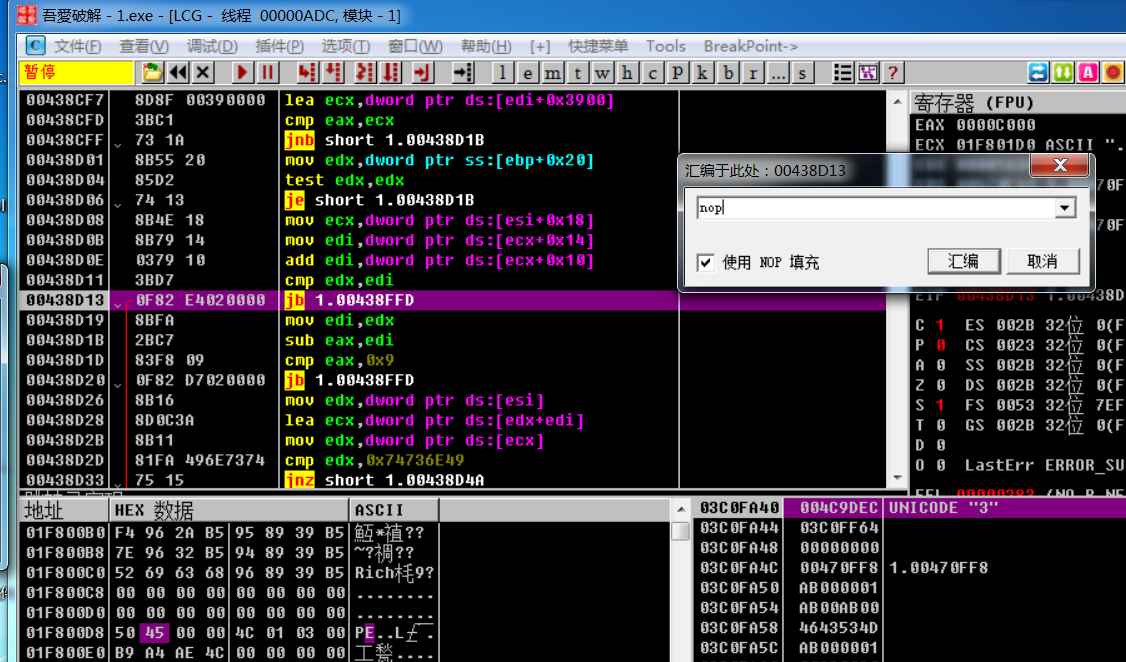 吾愛破解 - 1.exe - [LCG - 线程 00000ADC, 模块 - 1]
C 文件(F) 查看(V) 调试(D) 插件(P) 选项(T) 窗口(W) 帮助(H) [+] 快捷菜单 Tools BreakPoint->
暂停 l e m t w h c P k b r ... s ?
00438CF7 8D8F 00390000 lea ecx,dword ptr ds:[edi+0x3900]
00438CFD 3BC1 cmp eax,ecx
00438CFF 73 1A jnb short 1.00438D1B
00438D01 8B55 20 mov edx,dword ptr ss:[ebp+0x20]
00438D04 85D2 test edx,edx
00438D06 74 13 je short 1.00438D1B
00438D08 8B4E 18 mov ecx,dword ptr ds:[esi+0x18]
00438D0B 8B79 14 mov edi,dword ptr ds:[ecx+0x14]
00438D0E 0379 10 add edi,dword ptr ds:[ecx+0x10]
00438D11 3BD7 cmp edx,edi
00438D13 0F82 E4020000 jb 1.00438FFD
00438D19 8BFA mov edi,edx
00438D1B 2BC7 sub eax,edi
00438D1D 83F8 09 cmp eax,0x9
00438D20 0F82 D7020000 jb 1.00438FFD
00438D26 8B16 mov edx,dword ptr ds:[esi]
00438D28 8D0C3A lea ecx,dword ptr ds:[edx+edi]
00438D2B 8B11 mov edx,dword ptr ds:[ecx]
00438D2D 81FA 496E7374 cmp edx,0x74736E49
00438D33 75 15 jnz short 1.00438D4A
寄存器 (FPU)
EAX 0000C000
ECX 01F801D0 ASCII ".
汇编于此处：00438D13
nop
使用 NOP 填充
汇编
取消
70F
70F
EIP 00438D13 1.00438D
C 1 ES 002B 32位 0(F
P 0 CS 0023 32位 0(F
A 0 SS 002B 32位 0(F
Z 0 DS 002B 32位 0(F
S 1 FS 0053 32位 7EF
T 0 GS 002B 32位 0(F
D 0
O 0 LastErr ERROR_SU
地址 HEX 数据 ASCII
01F800B0 F4 96 2A B5 95 89 39 B5
01F800B8 7E 96 32 B5 94 89 39 B5
01F800C0 52 69 63 68 96 89 39 B5 Rich
01F800C8 00 00 00 00 00 00 00 00 ........
01F800D0 00 00 00 00 00 00 00 00 ........
01F800D8 50 45 00 00 4C 01 03 00 PE..L
01F800E0 B9 A4 AE 4C 00 00 00 00
03C0FA40 004C9DEC UNICODE "3"
03C0FA44 03C0FF64
03C0FA48 00000000
03C0FA4C 00470FF8 1.00470FF8
03C0FA50 AB000001
03C0FA54 AB00AB00
03C0FA58 4643534D
03C0FA5C AB000001